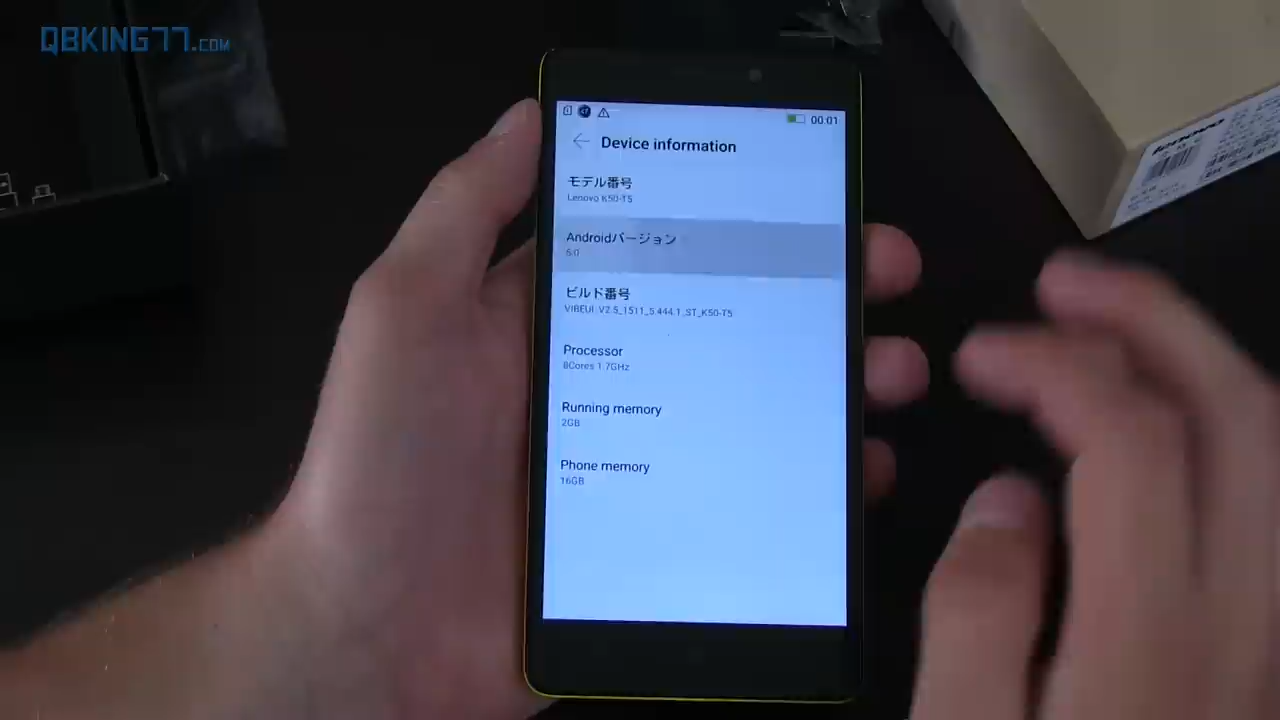 QBKING77.COM
00:01
Device information
モデル番号
Lenovo K50-T5
Androidバージョン
5.0
ビルド番号
VIBEUI_V2.5_1511_5.444.1_ST_K50-T5
Processor
8Cores 1.7GHz
Running memory
2GB
Phone memory
16GB
lenovo